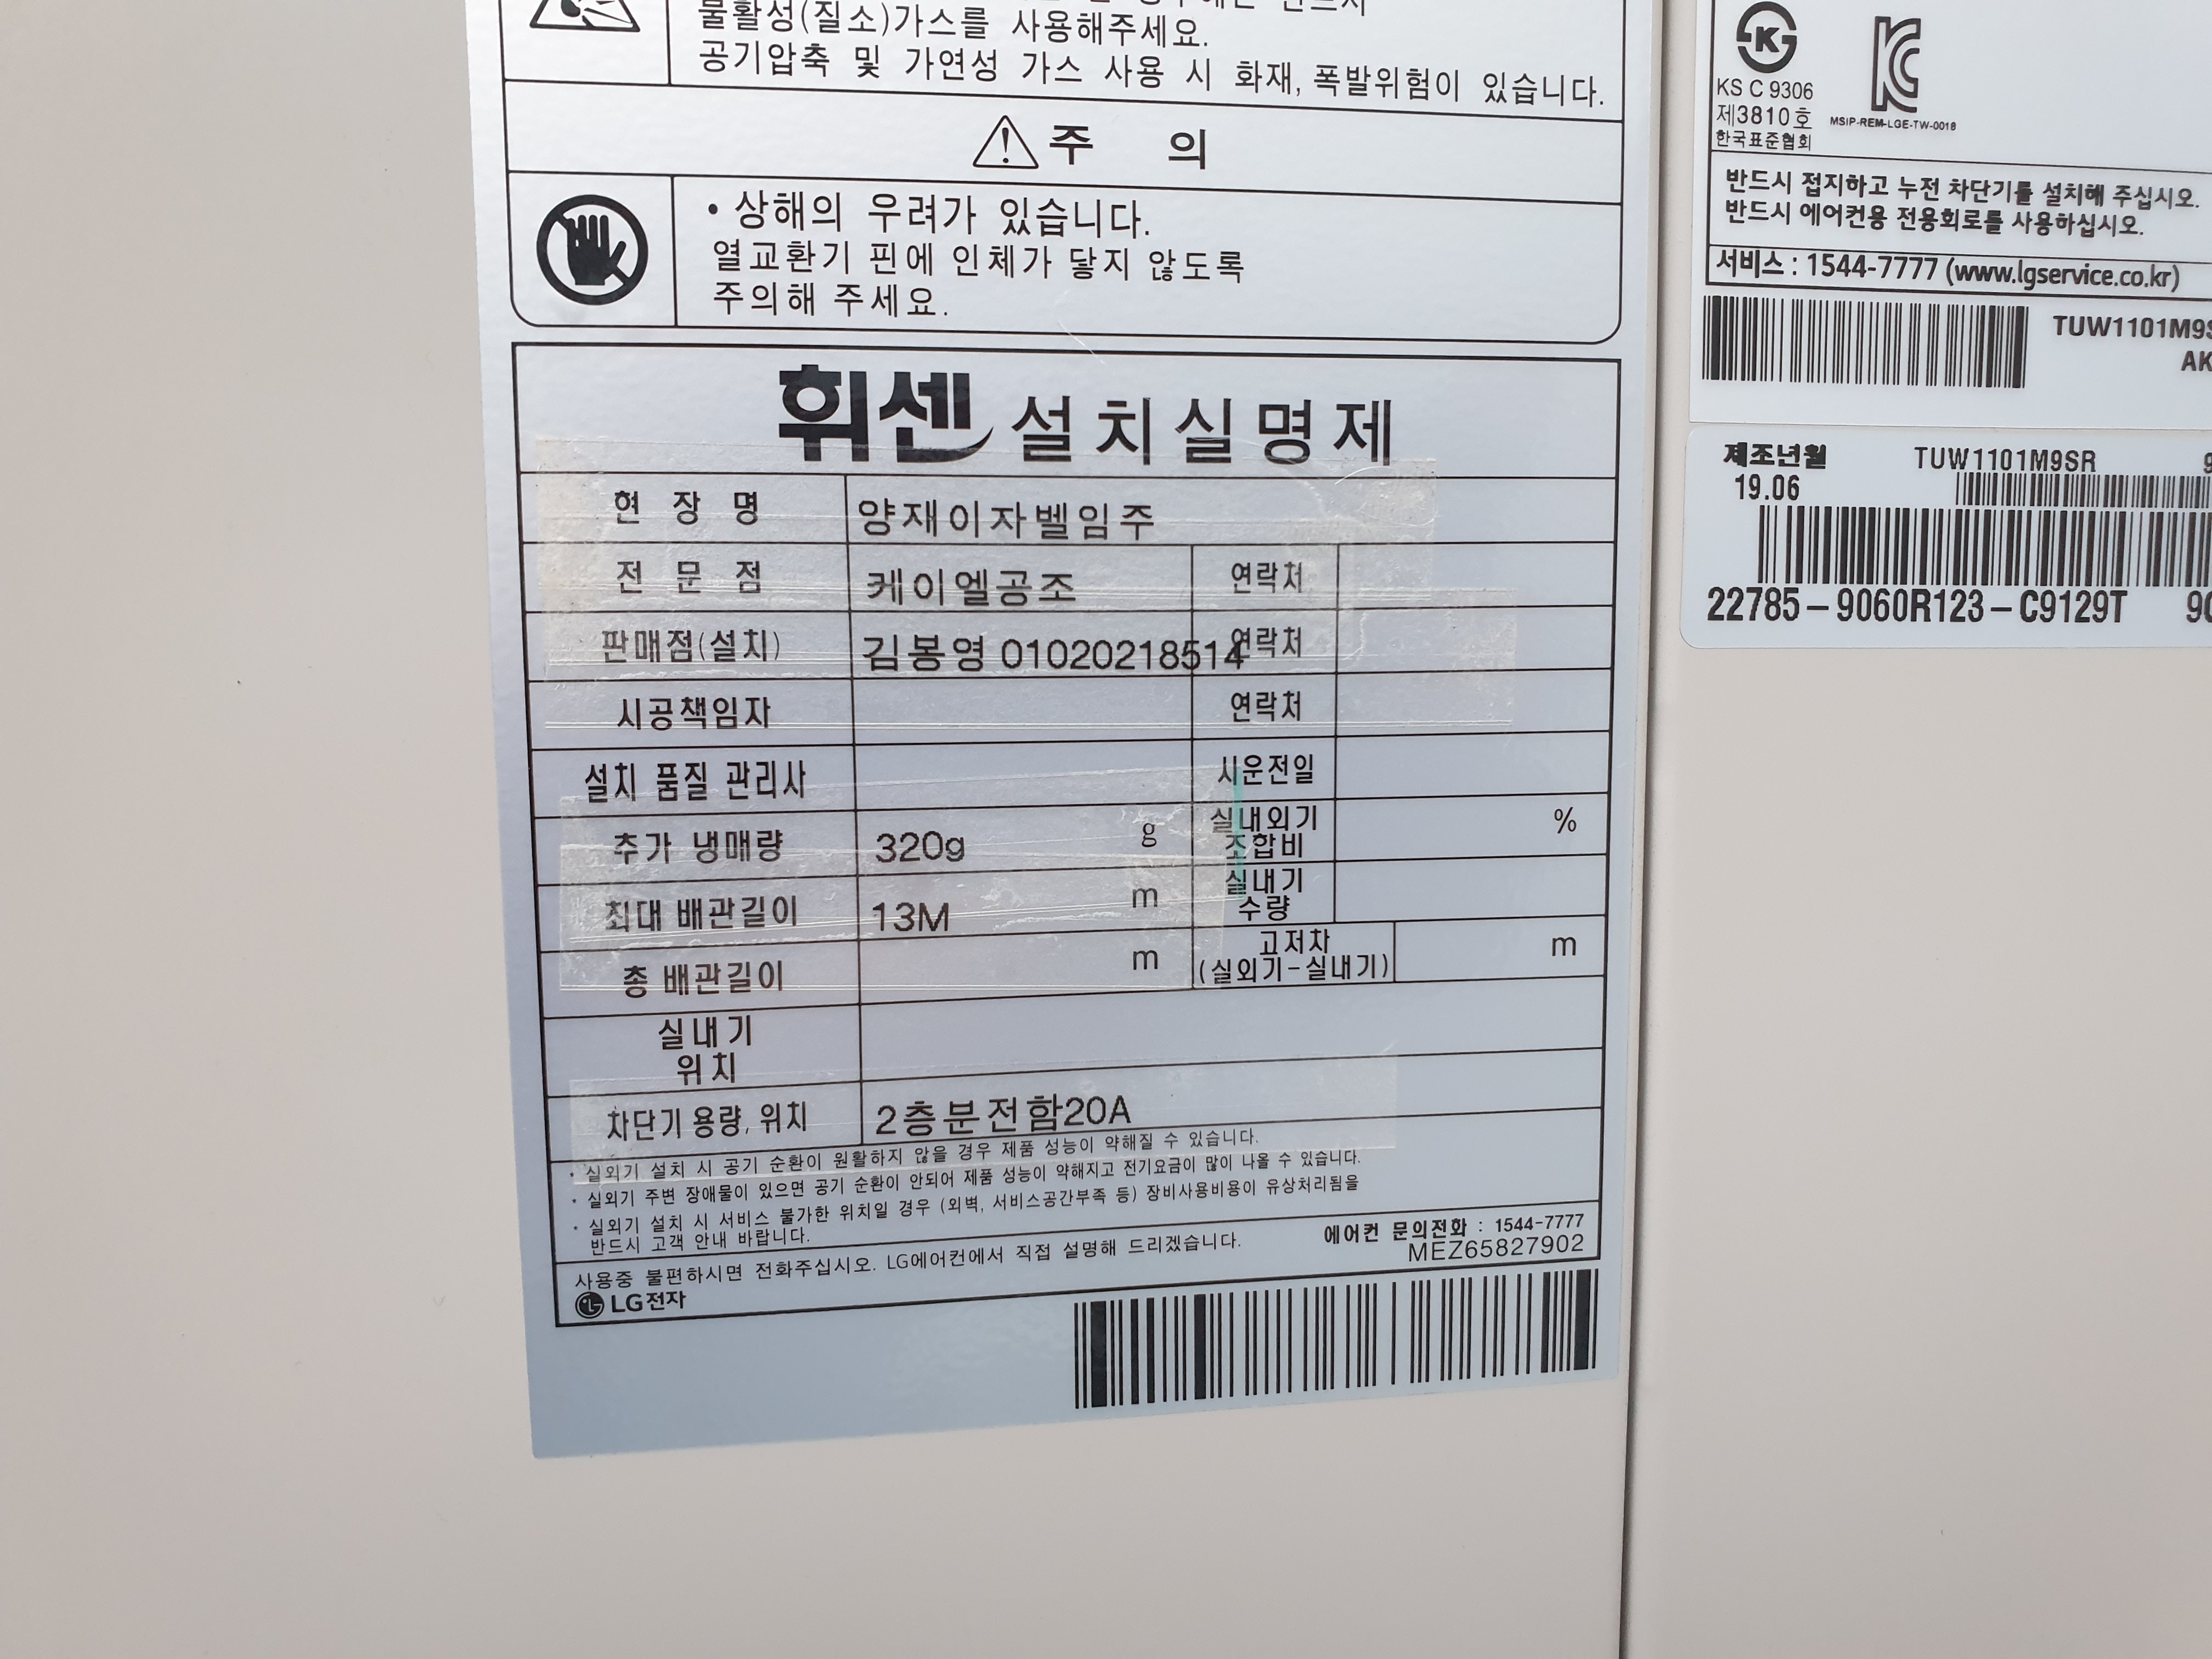 불활성(질소)가스를 사용해주세요.
공기압축 및 가연성 가스 사용 시 화재, 폭발위험이 있습니다.
주 의
• 상해의 우려가 있습니다.
열교환기 핀에 인체가 닿지 않도록
주의해 주세요.
휘센 설치실명제
현 장 명 양재이자벨임주
전 문 점 케이엘공조 연락처
판매점(설치) 김봉영 01020218514 연락처
시공책임자 연락처
설치 품질 관리사 시운전일
추가 냉매량 320g g 실내외기 조합비 %
최대 배관길이 13M m 실내기 수량
총 배관길이 m 고저차 (실외기-실내기) m
실내기
위치
차단기 용량, 위치 2층분전함20A
• 실외기 설치 시 공기 순환이 원활하지 않을 경우 제품 성능이 약해질 수 있습니다.
• 실외기 주변 장애물이 있으면 공기 순환이 안되어 제품 성능이 약해지고 전기요금이 많이 나올 수 있습니다.
• 실외기 설치 시 서비스 불가한 위치일 경우 (외벽, 서비스공간부족 등) 장비사용비용이 유상처리됨을
반드시 고객 안내 바랍니다.
에어컨 문의전화 : 1544-7777
사용중 불편하시면 전화주십시오. LG에어컨에서 직접 설명해 드리겠습니다. MEZ65827902
LG전자
KS C 9306
제3810호
한국표준협회
MSIP-REM-LGE-TW-0018
반드시 접지하고 누전 차단기를 설치해 주십시오.
반드시 에어컨용 전용회로를 사용하십시오.
서비스 : 1544-7777 (www.lgservice.co.kr)
TUW1101M9S
AK
제조년월 TUW1101M9SR 9
19.06
22785-9060R123-C9129T 90